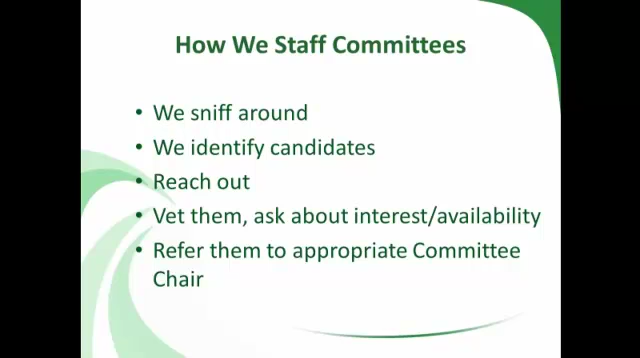 How We Staff Committees
• We sniff around
• We identify candidates
• Reach out
• Vet them, ask about interest/availability
• Refer them to appropriate Committee
Chair